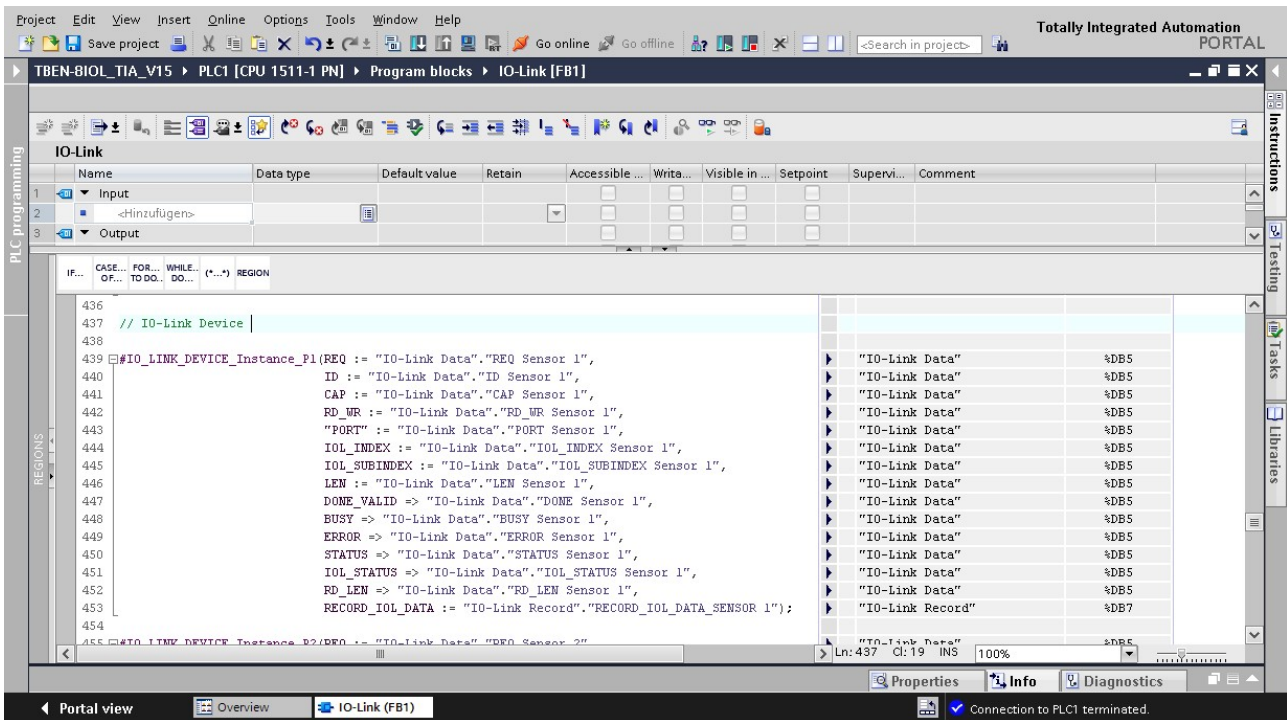 Project Edit View Insert Online Options Tools Window Help
Totally Integrated Automation
PORTAL
Save project Go online Go offline <Search in project>
TBEN-BIOL_TIA_V15 PLC1 [CPU 1511-1 PN] Program blocks IO-Link [FB1]
IO-Link
Name Data type Default value Retain Accessible ... Writa... Visible in ... Setpoint Supervi... Comment
1 Input
2 <Hinzufügen>
3 Output
IF... CASE... OF... FOR... TO DO... WHILE... DO... (*...*) REGION
436
437 // IO-Link Device
438
439 #IO_LINK_DEVICE_Instance_P1(REQ := "IO-Link Data"."REQ Sensor 1", "IO-Link Data" %DB5
440 ID := "IO-Link Data"."ID Sensor 1", "IO-Link Data" %DB5
441 CAP := "IO-Link Data"."CAP Sensor 1", "IO-Link Data" %DB5
442 RD_WR := "IO-Link Data"."RD_WR Sensor 1", "IO-Link Data" %DB5
443 "PORT" := "IO-Link Data"."PORT Sensor 1", "IO-Link Data" %DB5
444 IOL_INDEX := "IO-Link Data"."IOL_INDEX Sensor 1", "IO-Link Data" %DB5
445 IOL_SUBINDEX := "IO-Link Data"."IOL_SUBINDEX Sensor 1", "IO-Link Data" %DB5
446 LEN := "IO-Link Data"."LEN Sensor 1", "IO-Link Data" %DB5
447 DONE_VALID => "IO-Link Data"."DONE Sensor 1", "IO-Link Data" %DB5
448 BUSY => "IO-Link Data"."BUSY Sensor 1", "IO-Link Data" %DB5
449 ERROR => "IO-Link Data"."ERROR Sensor 1", "IO-Link Data" %DB5
450 STATUS => "IO-Link Data"."STATUS Sensor 1", "IO-Link Data" %DB5
451 IOL_STATUS => "IO-Link Data"."IOL_STATUS Sensor 1", "IO-Link Data" %DB5
452 RD_LEN => "IO-Link Data"."RD_LEN Sensor 1", "IO-Link Data" %DB5
453 RECORD_IOL_DATA := "IO-Link Record"."RECORD_IOL_DATA_SENSOR 1"); "IO-Link Record" %DB7
454
455 #IO_LINK_DEVICE_Instance_P2(REQ := "IO-Link Data"."REQ Sensor 2", "IO-Link Data" %DB5
Ln: 437 Cl: 19 INS 100%
Properties Info Diagnostics
Portal view Overview IO-Link (FB1) Connection to PLC1 terminated.
PLC programming
REGIONS
Instructions
Testing
Tasks
Libraries